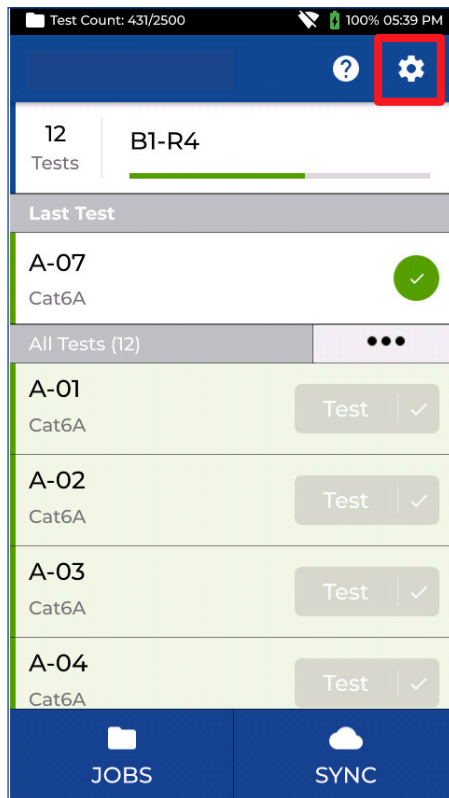 Test Count: 431/2500 100% 05:39 PM
?
12
Tests
B1-R4
Last Test
A-07
Cat6A
All Tests (12)
A-01
Cat6A
Test
A-02
Cat6A
Test
A-03
Cat6A
Test
A-04
Cat6A
Test
JOBS
SYNC